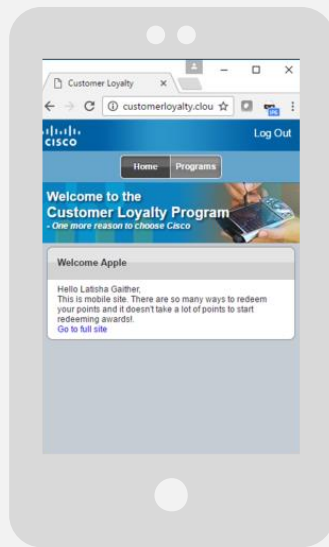 Customer Loyalty
customerloyalty.clou
CISCO
Log Out
Home Programs
Welcome to the
Customer Loyalty Program
- One more reason to choose Cisco
Welcome Apple
Hello Latisha Gaither,
This is mobile site. There are so many ways to redeem
your points and it doesn't take a lot of points to start
redeeming awards!.
Go to full site